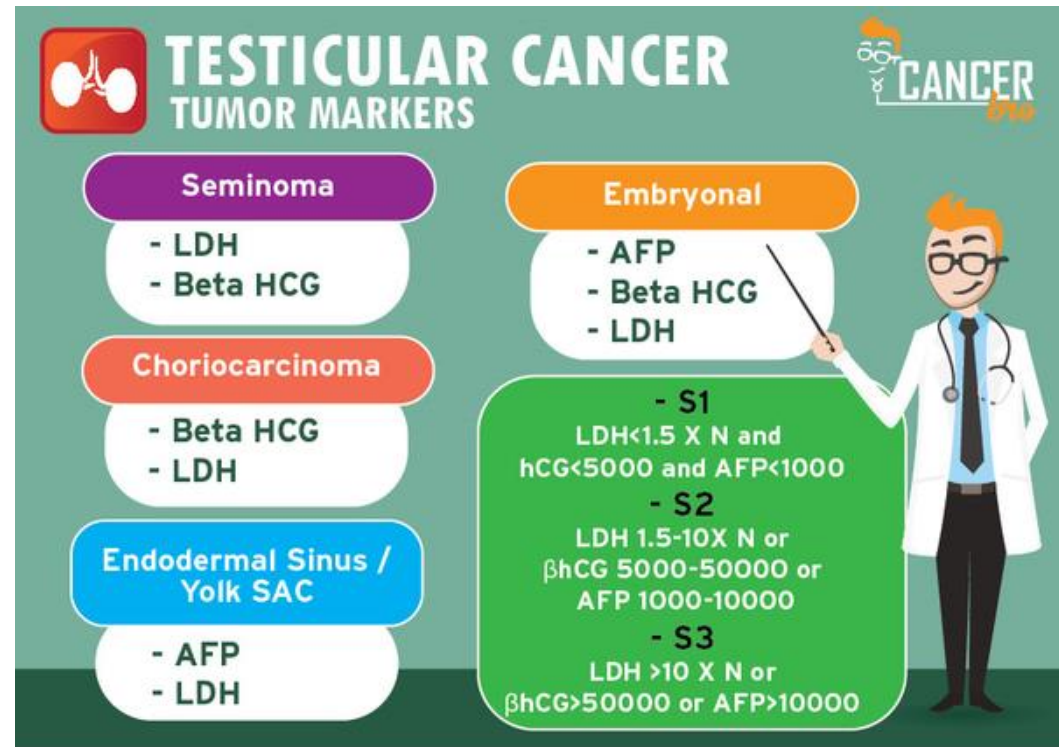 TESTICULAR CANCER
TUMOR MARKERS
CANCER
bro
Seminoma
- LDH
- Beta HCG
Choriocarcinoma
- Beta HCG
- LDH
Endodermal Sinus /
Yolk SAC
- AFP
- LDH
Embryonal
- AFP
- Beta HCG
- LDH
- S1
LDH<1.5 X N and
hCG<5000 and AFP<1000
- S2
LDH 1.5-10X N or
βhCG 5000-50000 or
AFP 1000-10000
- S3
LDH >10 X N or
βhCG>50000 or AFP>10000